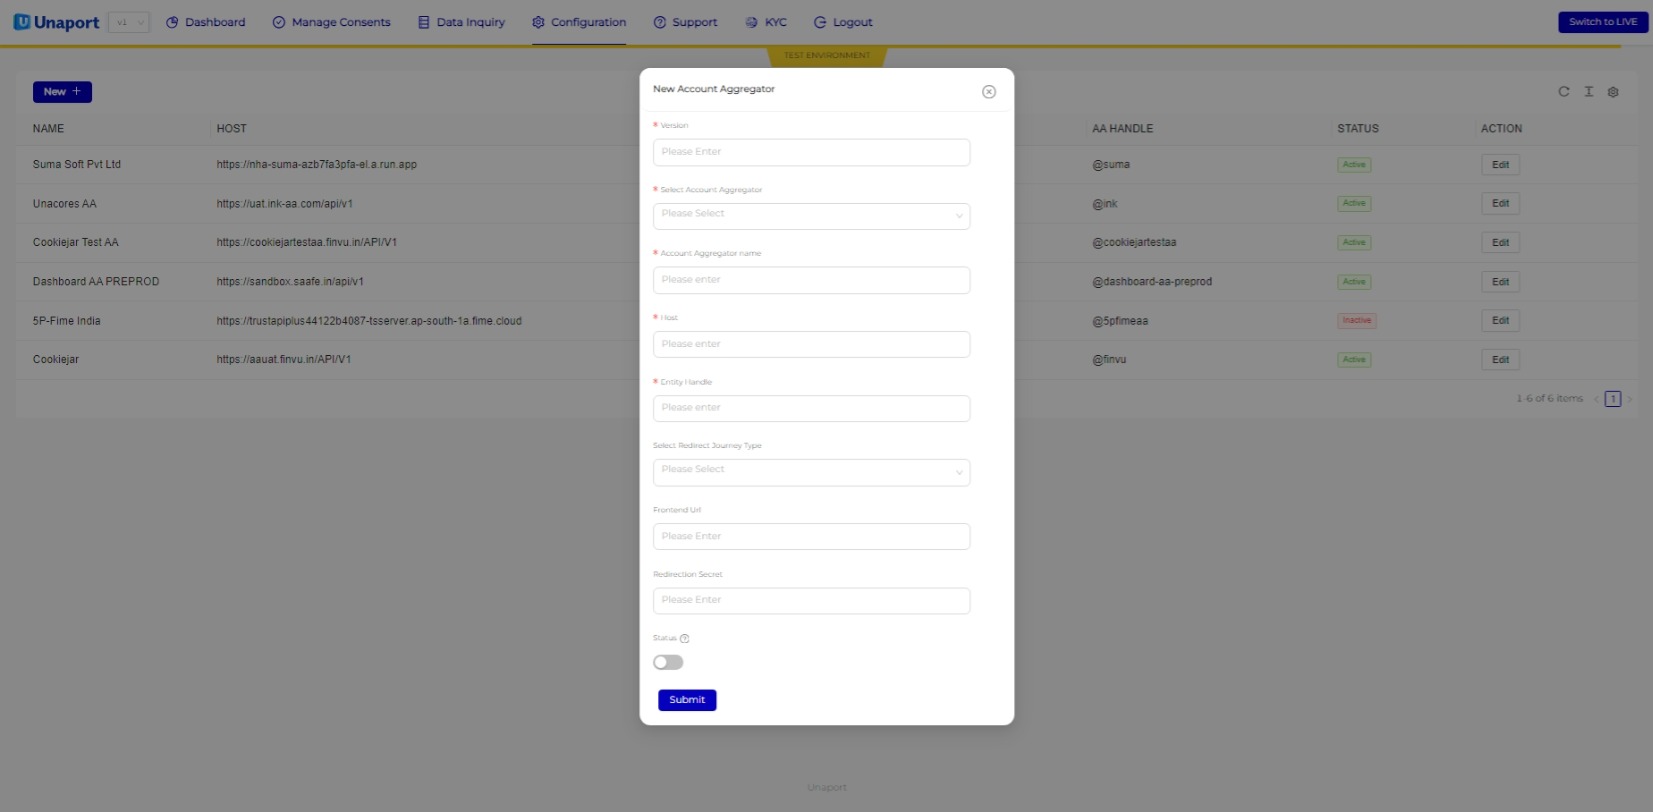 Unaport v1 Dashboard Manage Consents Data Inquiry Configuration Support KYC Logout Switch to LIVE
TEST ENVIRONMENT
New +
NAME HOST AA HANDLE STATUS ACTION
Suma Soft Pvt Ltd https://nha-suma-azb7fa3pfa-el.a.run.app @suma Active Edit
Unacores AA https://uat.ink-aa.com/api/v1 @ink Active Edit
Cookiejar Test AA https://cookiejartestaa.finvu.in/API/V1 @cookiejartestaa Active Edit
Dashboard AA PREPROD https://sandbox.saafe.in/api/v1 @dashboard-aa-preprod Active Edit
5P-Fime India https://trustapiplus44122b4087-tsserver.ap-south-1a.fime.cloud @5pfimeaa Inactive Edit
Cookiejar https://aauat.finvu.in/API/V1 @finvu Active Edit
1-6 of 6 items < 1 >
New Account Aggregator
* Version
Please Enter
* Select Account Aggregator
Please Select
* Account Aggregator name
Please enter
* Host
Please enter
* Entity Handle
Please enter
Select Redirect Journey Type
Please Select
Frontend Url
Please Enter
Redirection Secret
Please Enter
Status
Submit
Unaport